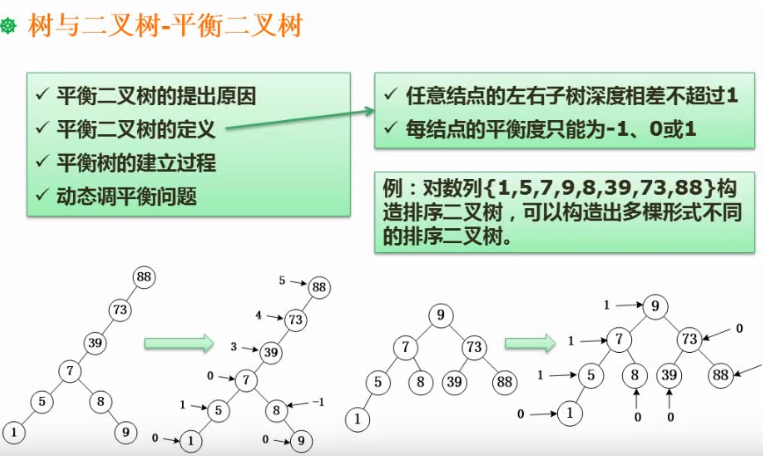 树与二叉树-平衡二叉树
✓ 平衡二叉树的提出原因
✓ 平衡二叉树的定义
✓ 平衡树的建立过程
✓ 动态调平衡问题
✓ 任意结点的左右子树深度相差不超过1
✓ 每结点的平衡度只能为-1、0或1
例：对数列{1,5,7,9,8,39,73,88}构
造排序二叉树，可以构造出多棵形式不同
的排序二叉树。
88
73
39
7
5 8
1 9
5 88
4 73
3 39
0 7
1 5 8 -1
0 1 0 9
9
7 73
5 8 39 88
1
1 9
1 7 73 0
1 5 8 39 88
0 1 0 0